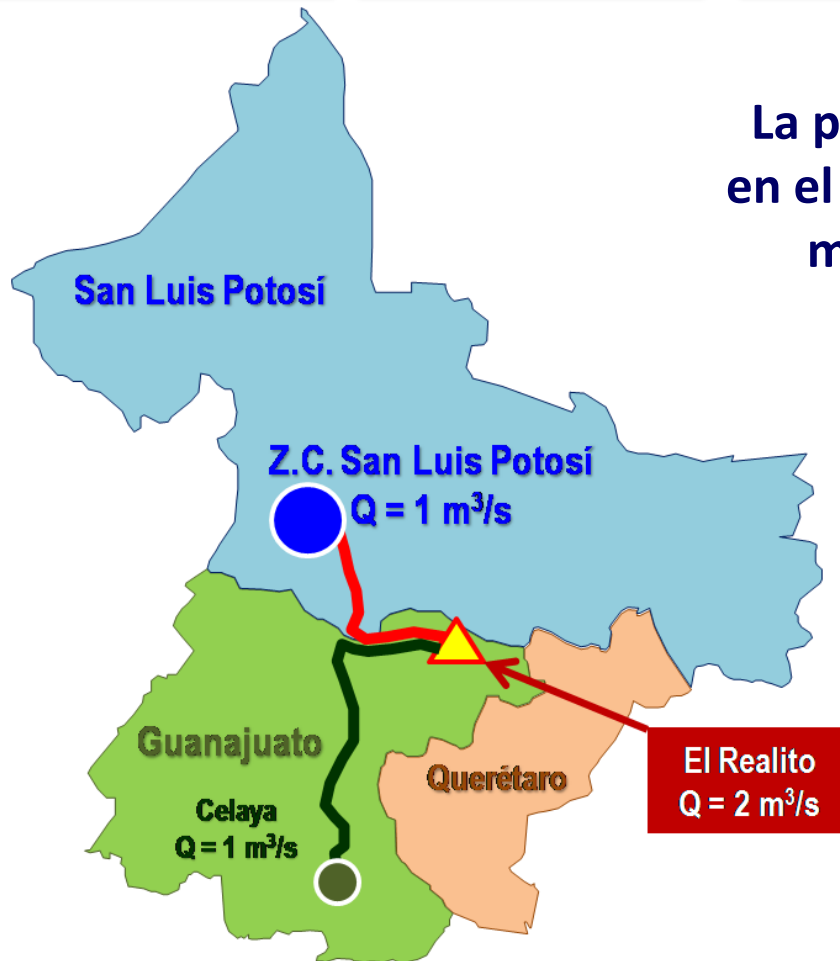 La p
en el
m
San Luis Potosí
Z.C. San Luis Potosí
Q = 1 m³/s
Guanajuato
Querétaro
El Realito
Q = 2 m³/s
Celaya
Q = 1 m³/s